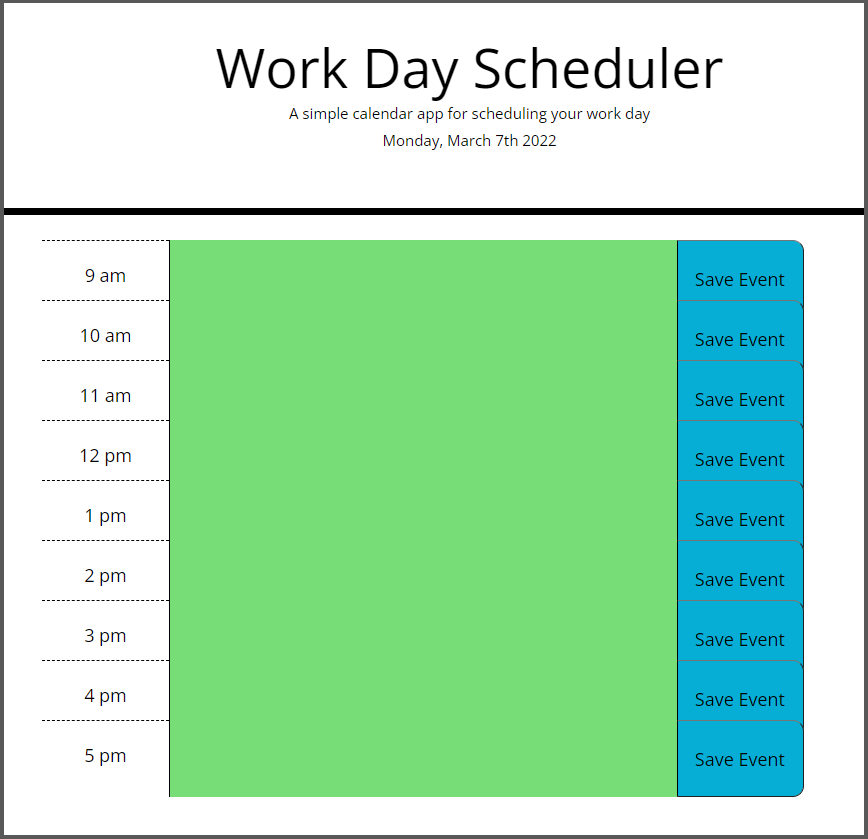 Work Day Scheduler
A simple calendar app for scheduling your work day
Monday, March 7th 2022
9 am Save Event
10 am Save Event
11 am Save Event
12 pm Save Event
1 pm Save Event
2 pm Save Event
3 pm Save Event
4 pm Save Event
5 pm Save Event